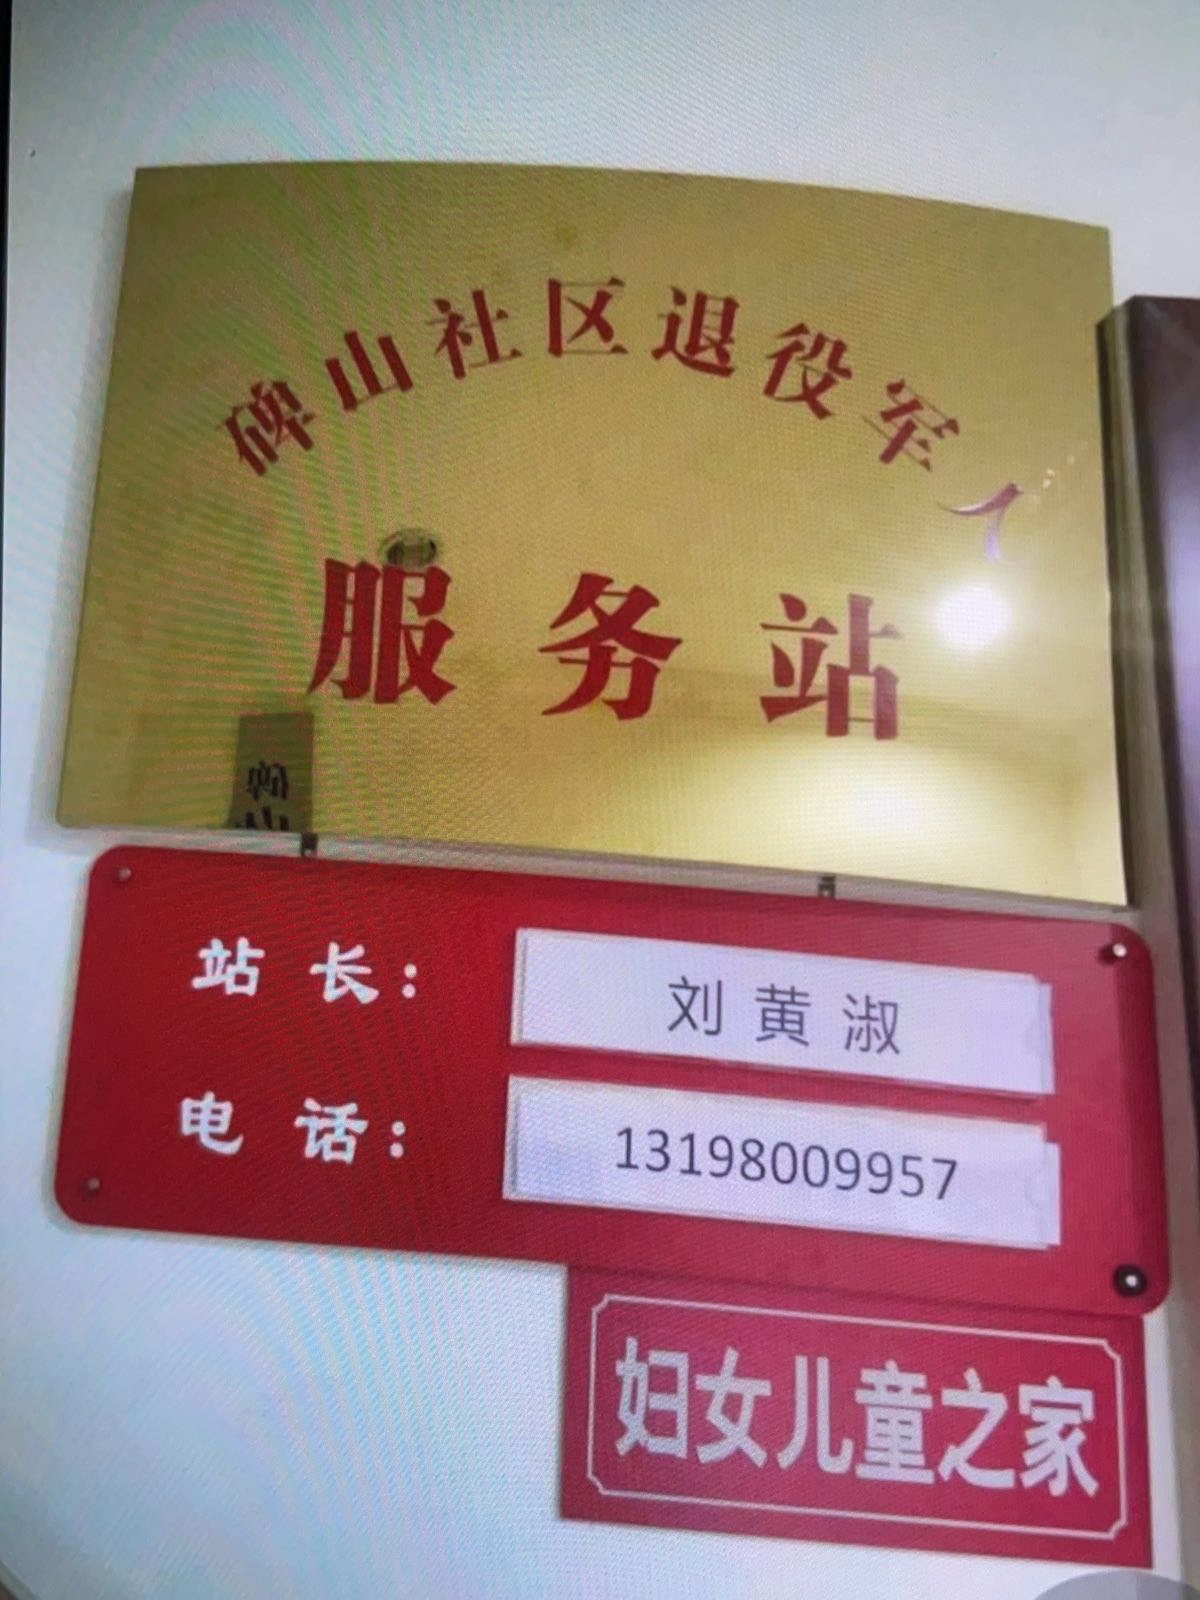 碑山社区退役军人
服务站
站 长：刘黄淑
电 话：13198009957
妇女儿童之家